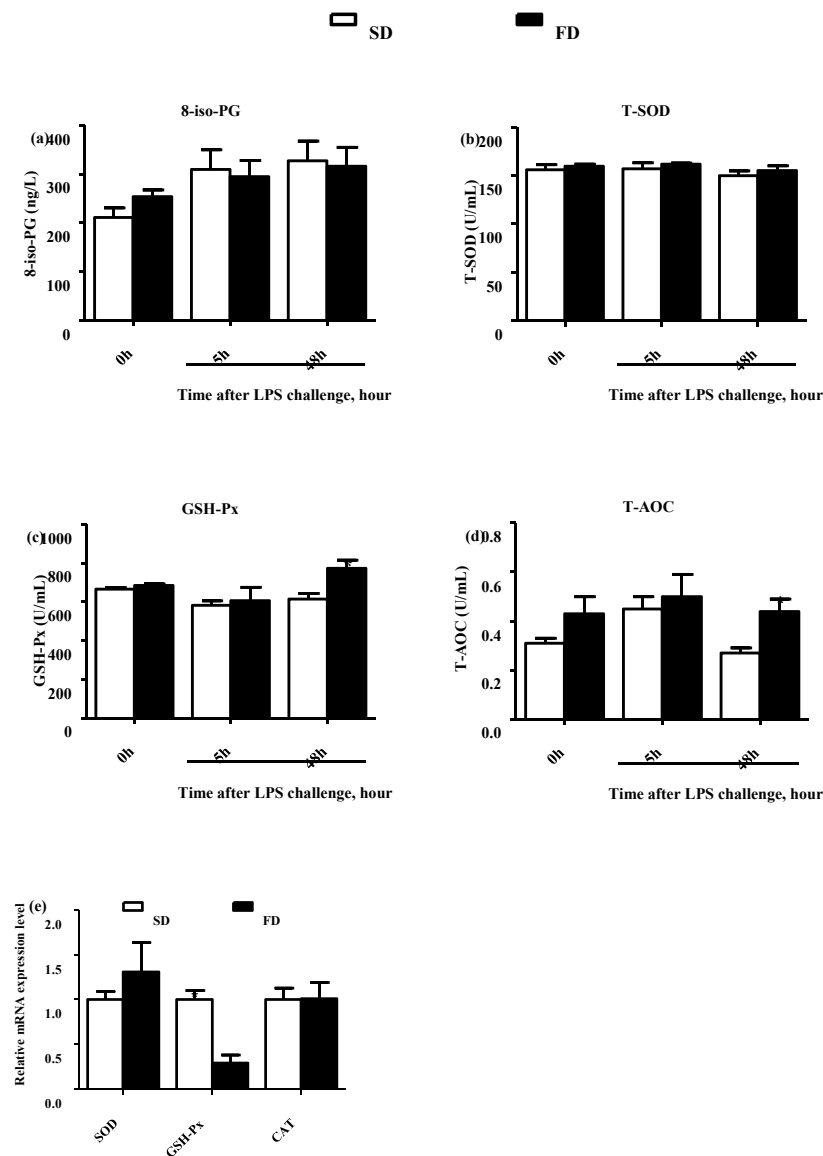 SD FD
8-iso-PG
(a)
400
300
200
100
0
8-iso-PG (ng/L)
0h 5h 48h
Time after LPS challenge, hour
T-SOD
(b)
200
150
100
50
0
T-SOD (U/mL)
0h 5h 48h
Time after LPS challenge, hour
GSH-Px
(c)
1000
800
600
400
200
0
GSH-Px (U/mL)
*
0h 5h 48h
Time after LPS challenge, hour
T-AOC
(d)
0.8
0.6
0.4
0.2
0.0
T-AOC (U/mL)
*
0h 5h 48h
Time after LPS challenge, hour
(e)
SD FD
2.0
1.5
1.0
0.5
0.0
Relative mRNA expression level
*
SOD GSH-Px CAT